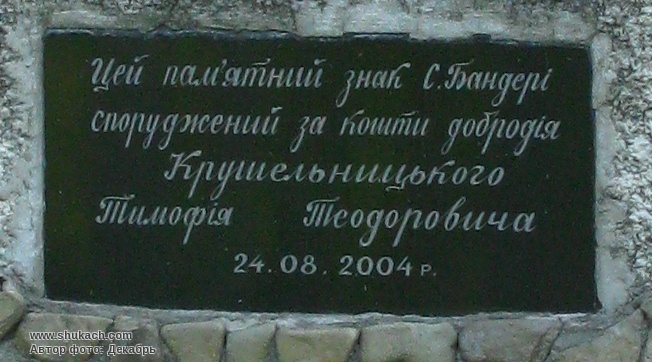 Цей пам'ятний знак С. Бандері
споруджений за кошти добродія
Крушельницького
Тимофія Теодоровича
24.08.2004 р.
www.shukach.com
Автор фото: Декабрь